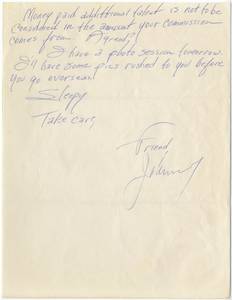 Money paid additional talent is not to be
considered in the amount your commission
comes from. Agreed?
I have a photo session tomorrow.
I'll have some pics rushed to you before
you go overseas.
Sleepy
Take care,
Friend,
Johnny